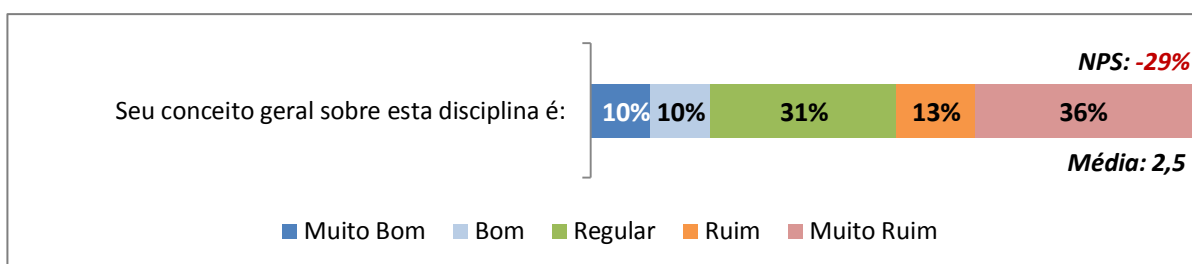 NPS: -29%
Seu conceito geral sobre esta disciplina é:
10% 10% 31% 13% 36%
Média: 2,5
Muito Bom Bom Regular Ruim Muito Ruim